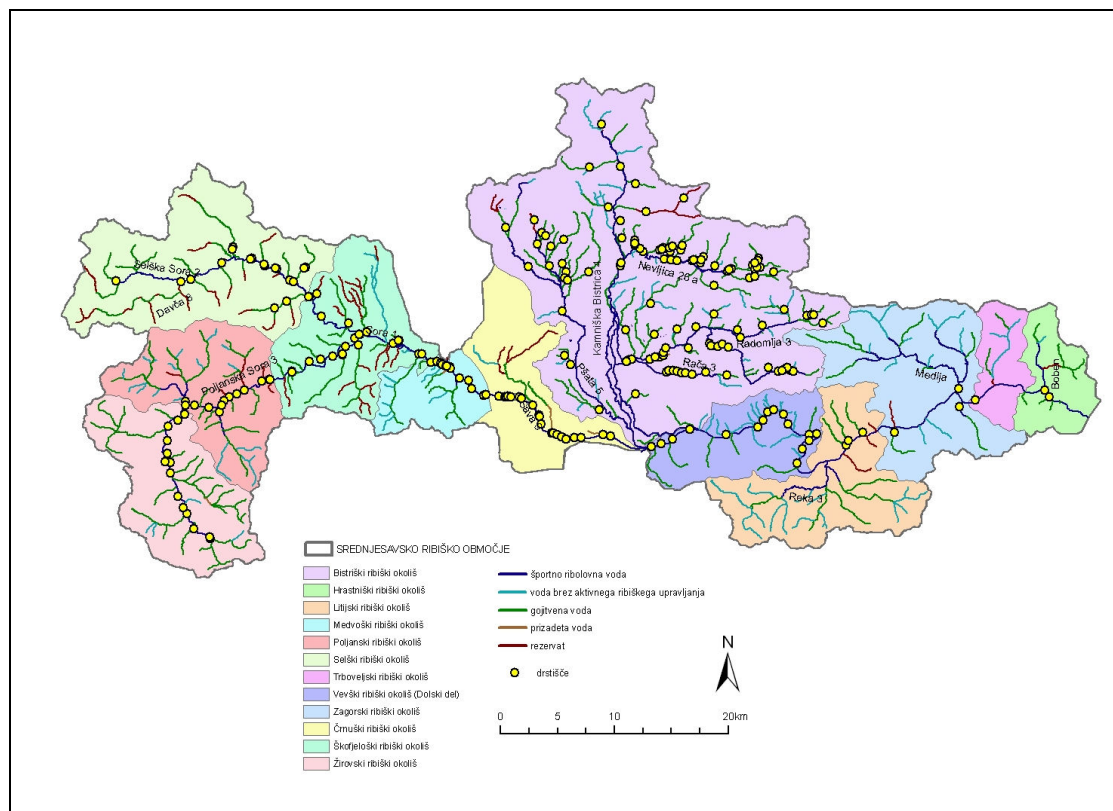 Kamniška Bistrica 1
Nevljica 26 a
Selška Sora 2
Davča 8
Sora 1
Radomlja 3
Rača 3
Poljanska Sora 3
Pšata 5
Medija
Boben
Sava 9
Reka 3
SREDNJESAVSKO RIBIŠKO OBMOČJE
Bistriški ribiški okoliš
Hrastniški ribiški okoliš
Litijski ribiški okoliš
Medvoški ribiški okoliš
Poljanski ribiški okoliš
Selški ribiški okoliš
Trboveljski ribiški okoliš
Vevški ribiški okoliš (Dolski del)
Zagorski ribiški okoliš
Črnuški ribiški okoliš
Škofjeloški ribiški okoliš
Žirovski ribiški okoliš
športno ribolovna voda
voda brez aktivnega ribiškega upravljanja
gojitvena voda
prizadeta voda
rezervat
drstišče
N
0 5 10 20km